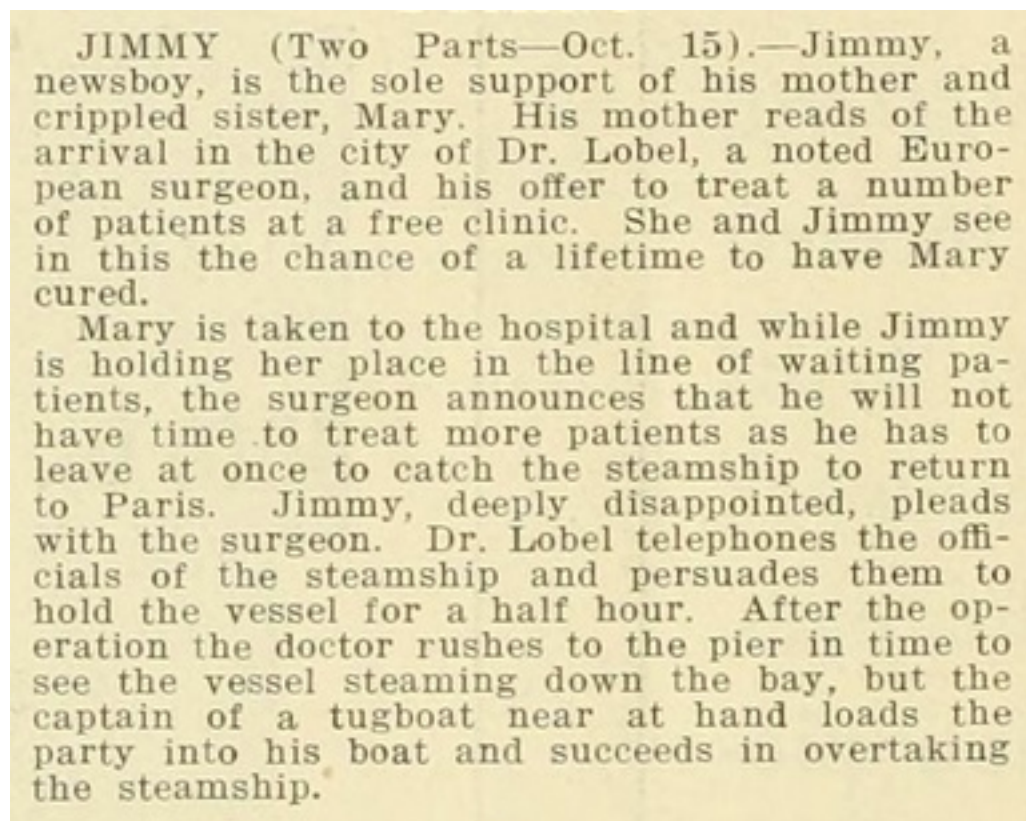 JIMMY (Two Parts—Oct. 15).—Jimmy, a
newsboy, is the sole support of his mother and
crippled sister, Mary. His mother reads of the
arrival in the city of Dr. Lobel, a noted Euro-
pean surgeon, and his offer to treat a number
of patients at a free clinic. She and Jimmy see
in this the chance of a lifetime to have Mary
cured.
Mary is taken to the hospital and while Jimmy
is holding her place in the line of waiting pa-
tients, the surgeon announces that he will not
have time to treat more patients as he has to
leave at once to catch the steamship to return
to Paris. Jimmy, deeply disappointed, pleads
with the surgeon. Dr. Lobel telephones the offi-
cials of the steamship and persuades them to
hold the vessel for a half hour. After the op-
eration the doctor rushes to the pier in time to
see the vessel steaming down the bay, but the
captain of a tugboat near at hand loads the
party into his boat and succeeds in overtaking
the steamship.